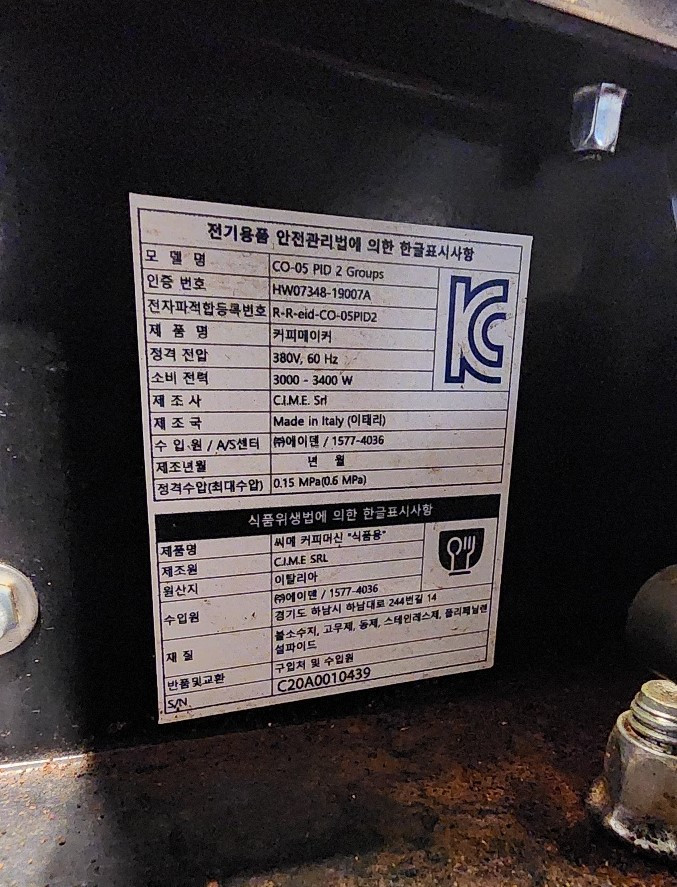 전기용품 안전관리법에 의한 한글표시사항
모 델 명 CO-05 PID 2 Groups
인증 번호 HW07348-19007A
전자파적합등록번호 R-R-eid-CO-05PID2
제 품 명 커피메이커
정격 전압 380V, 60 Hz
소비 전력 3000 - 3400 W
제 조 사 C.I.M.E. Srl
제 조 국 Made in Italy (이태리)
수 입 원 / A/S센터 ㈜에이덴 / 1577-4036
제조년월 년 월
정격수압(최대수압) 0.15 MPa(0.6 MPa)
KC
식품위생법에 의한 한글표시사항
제품명 씨메 커피머신 "식품용"
제조원 C.I.M.E SRL
원산지 이탈리아
수입원 ㈜에이덴 / 1577-4036
경기도 하남시 하남대로 244번길 14
재 질 불소수지, 고무제, 동제, 스테인레스제, 폴리페닐렌
설파이드
반품및교환 구입처 및 수입원
S/N C20A0010439